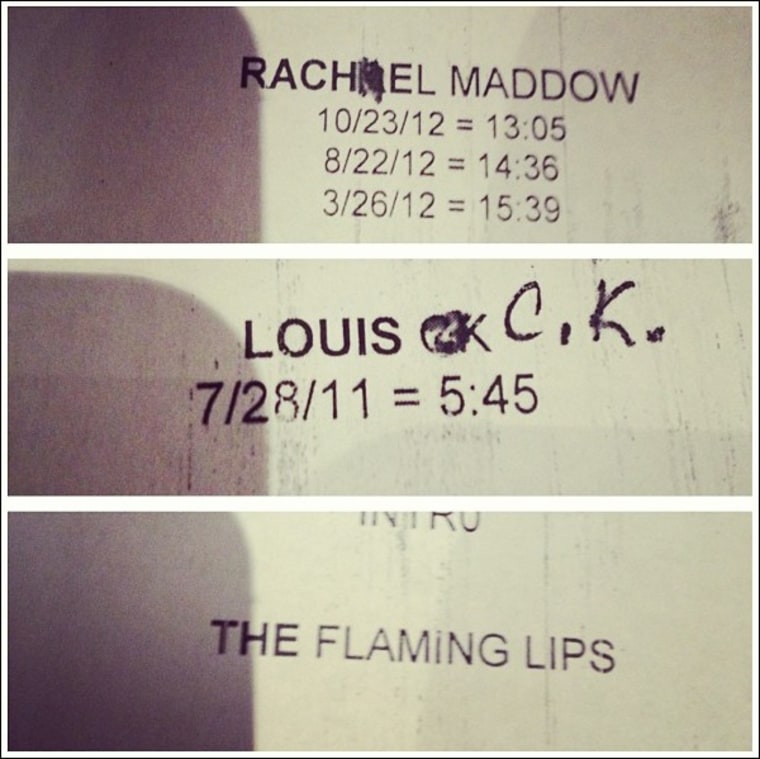 RACHEL MADDOW
10/23/12 = 13:05
8/22/12 = 14:36
3/26/12 = 15:39
LOUIS CK C.K.
7/28/11 = 5:45
INTRO
THE FLAMING LIPS